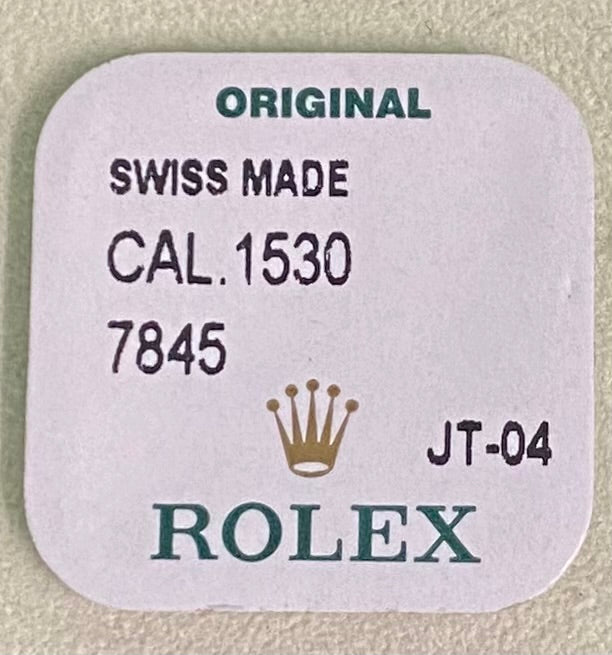 ORIGINAL
SWISS MADE
CAL.1530
7845
JT-04
ROLEX